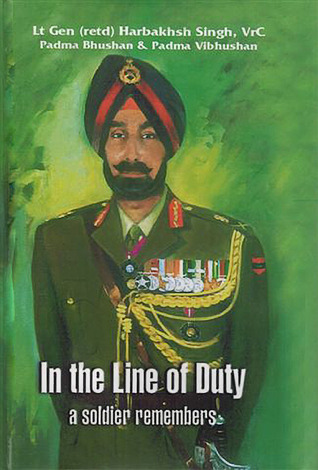 Lt Gen (retd) Harbakhsh Singh, VrC
Padma Bhushan & Padma Vibhushan
In the Line of Duty
a soldier remembers